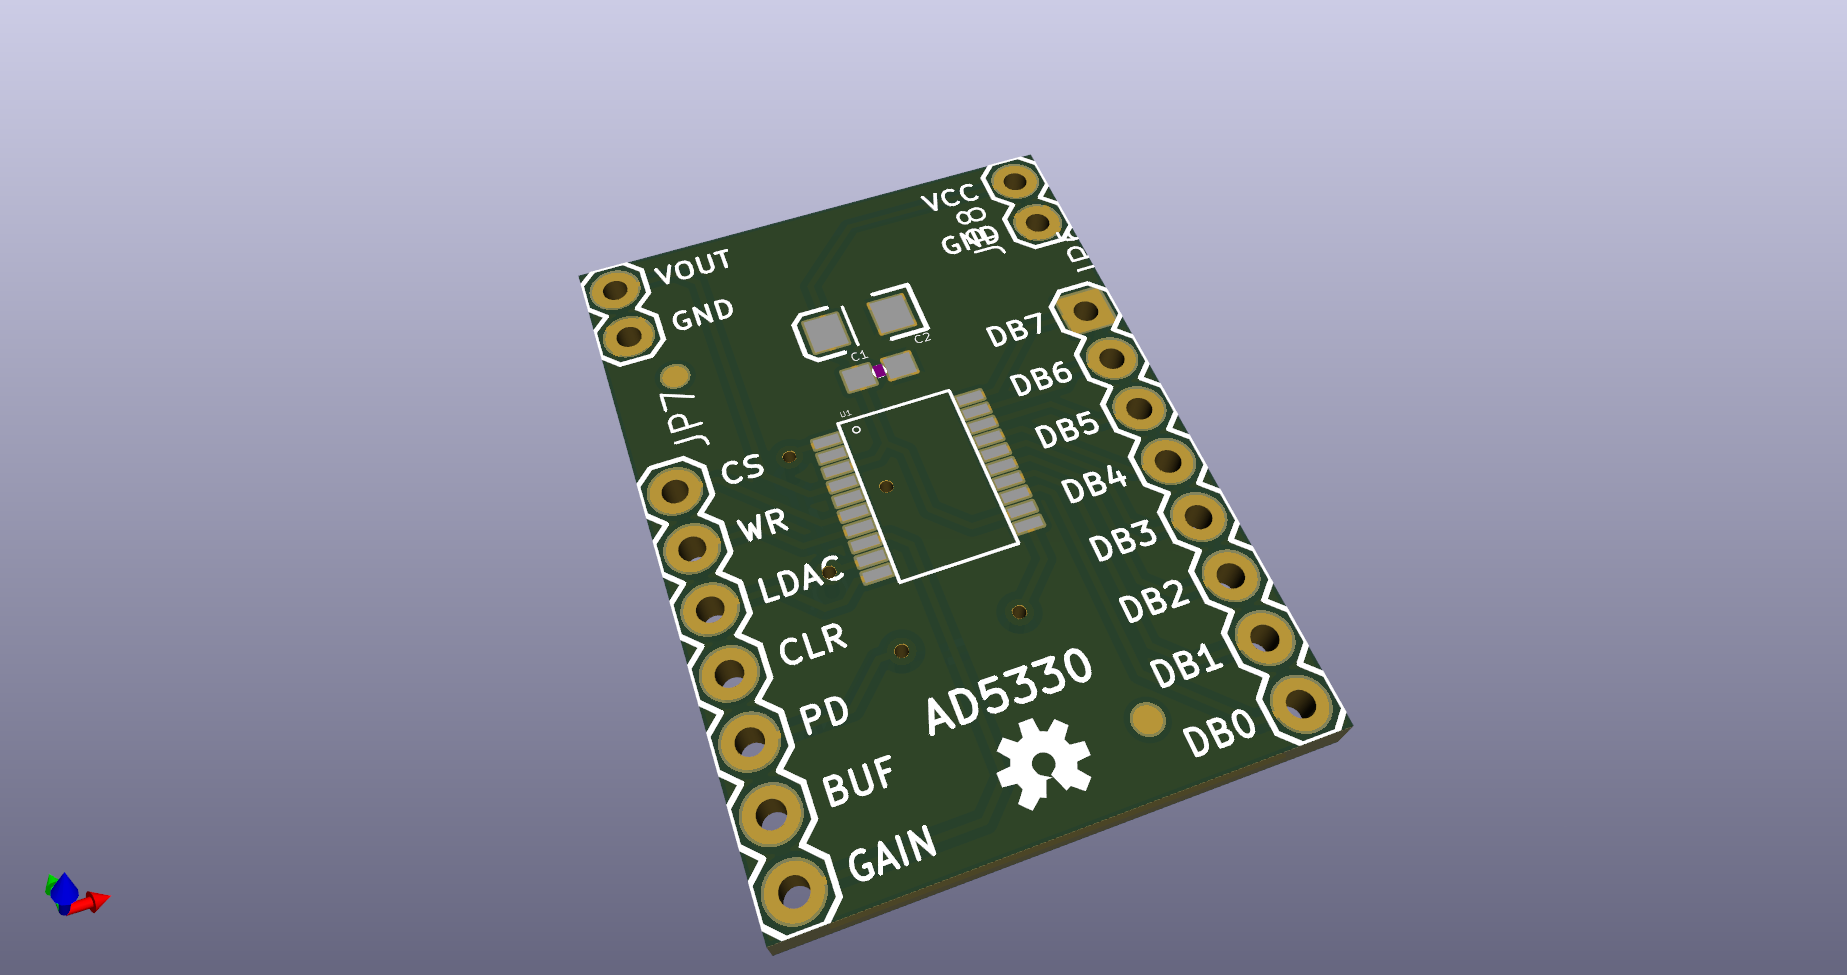 VCC
J8
GND
VOUT
GND
DB7
C2
C1
DB6
JP7
U1
DB5
CS
DB4
WR
DB3
LDAC
DB2
CLR
DB1
PD
AD5330
DB0
BUF
GAIN